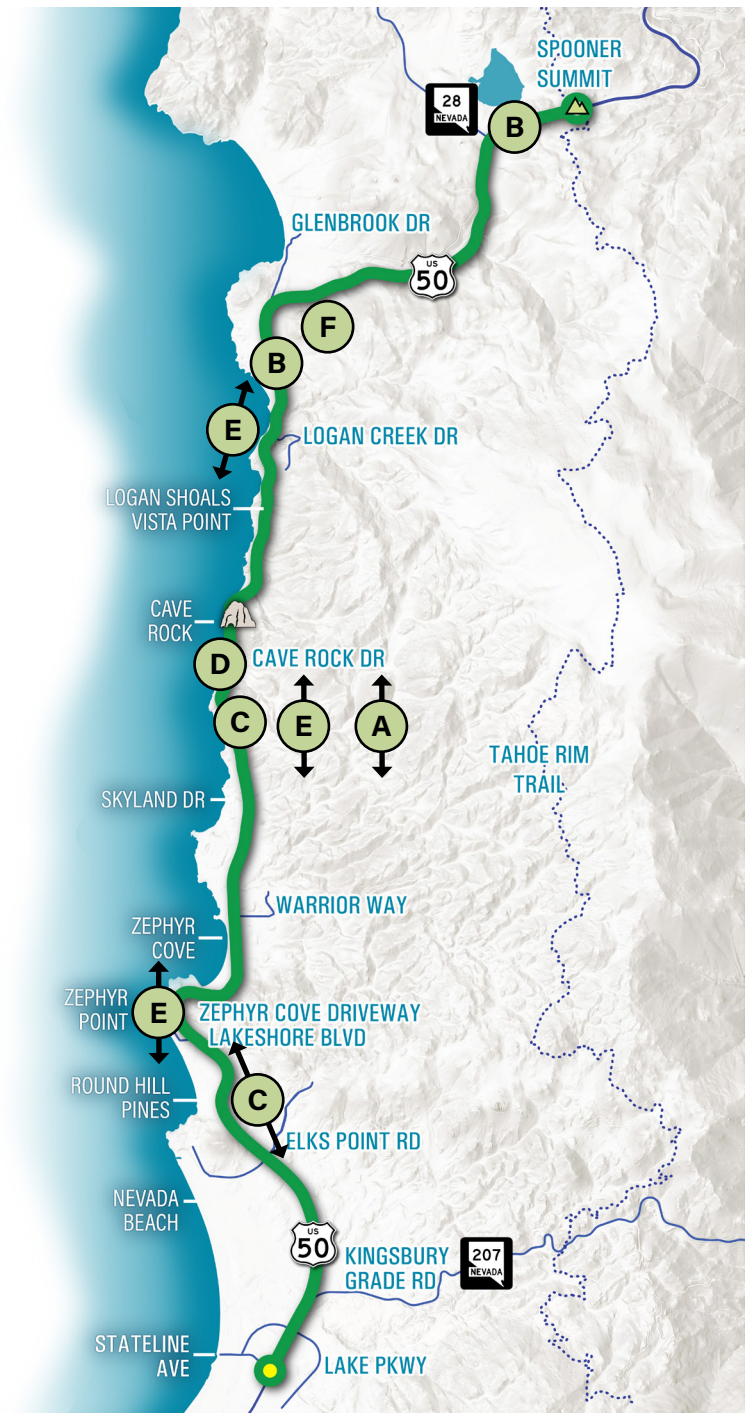 SPOONER
SUMMIT
28
NEVADA
B
GLENBROOK DR
US
50
F
B
E
LOGAN CREEK DR
LOGAN SHOALS
VISTA POINT
CAVE
ROCK
D
CAVE ROCK DR
C
E
A
TAHOE RIM
TRAIL
SKYLAND DR
WARRIOR WAY
ZEPHYR
COVE
ZEPHYR
POINT
E
ZEPHYR COVE DRIVEWAY
LAKESHORE BLVD
ROUND HILL
PINES
C
ELKS POINT RD
NEVADA
BEACH
US
50
KINGSBURY
GRADE RD
207
NEVADA
STATELINE
AVE
LAKE PKWY